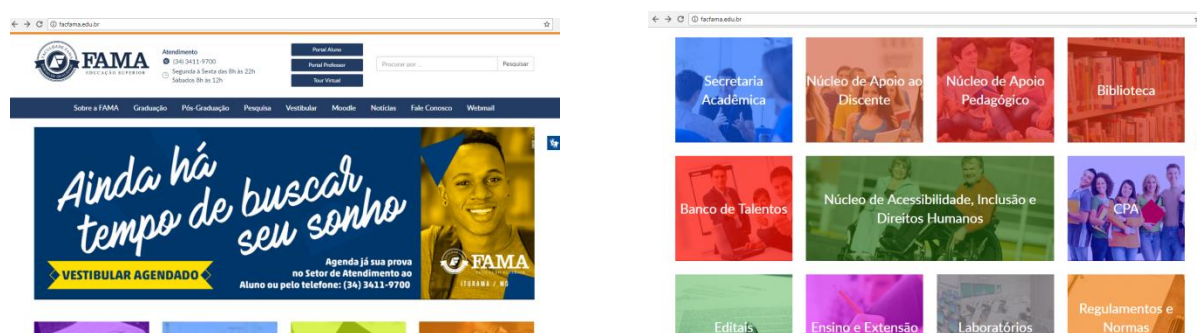 facfama.edu.br
FAMA
EDUCAÇÃO SUPERIOR
Atendimento
(34) 3411-9700
Segunda à Sexta das 8h às 22h
Sábados 8h às 12h
Portal Aluno
Portal Professor
Tour Virtual
Procurar por ...
Pesquisar
Sobre a FAMA Graduação Pós-Graduação Pesquisa Vestibular Moodle Notícias Fale Conosco Webmail
Ainda há
tempo de buscar
seu sonho
VESTIBULAR AGENDADO
Agenda já sua prova
no Setor de Atendimento ao
Aluno ou pelo telefone: (34) 3411-9700
FAMA
ITURAMA / MG
facfama.edu.br
Secretaria
Acadêmica
Núcleo de Apoio ao
Discente
Núcleo de Apoio
Pedagógico
Biblioteca
Banco de Talentos
Núcleo de Acessibilidade, Inclusão e
Direitos Humanos
CPA
Editais
Ensino e Extensão
Laboratórios
Regulamentos e
Normas